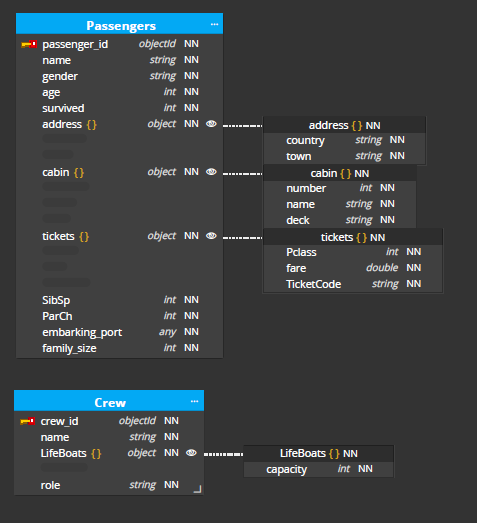 Passengers ...
passenger_id objectId NN
name string NN
gender string NN
age int NN
survived int NN
address { } object NN
address { } NN
country string NN
town string NN
cabin { } object NN
cabin { } NN
number int NN
name string NN
deck string NN
tickets { } object NN
tickets { } NN
Pclass int NN
fare double NN
TicketCode string NN
SibSp int NN
ParCh int NN
embarking_port any NN
family_size int NN
Crew ...
crew_id objectId NN
name string NN
LifeBoats { } object NN
LifeBoats { } NN
capacity int NN
role string NN